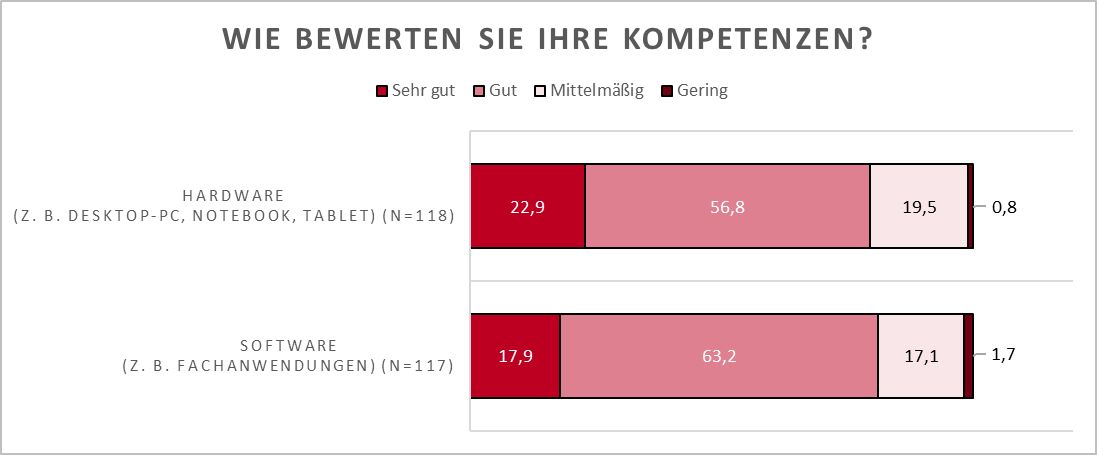 WIE BEWERTEN SIE IHRE KOMPETENZEN?
Sehr gut Gut Mittelmäßig Gering
HARDWARE
(Z. B. DESKTOP-PC, NOTEBOOK, TABLET) (N=118)
22,9 56,8 19,5 0,8
SOFTWARE
(Z. B. FACHANWENDUNGEN) (N=117)
17,9 63,2 17,1 1,7